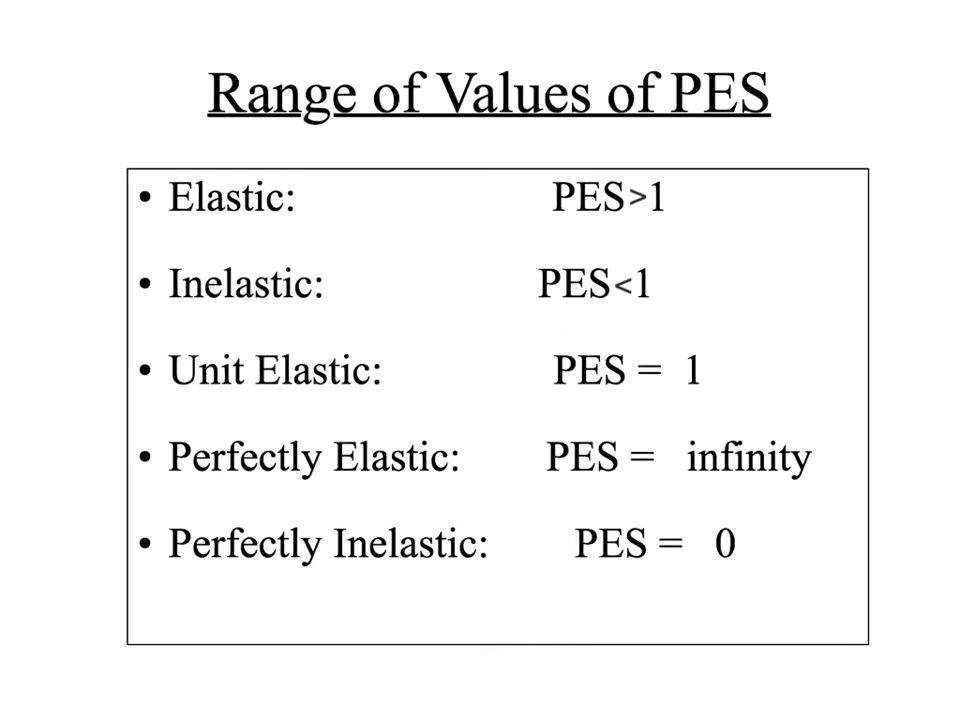 Range of Values of PES
• Elastic: PES>1
• Inelastic: PES<1
• Unit Elastic: PES = 1
• Perfectly Elastic: PES = infinity
• Perfectly Inelastic: PES = 0